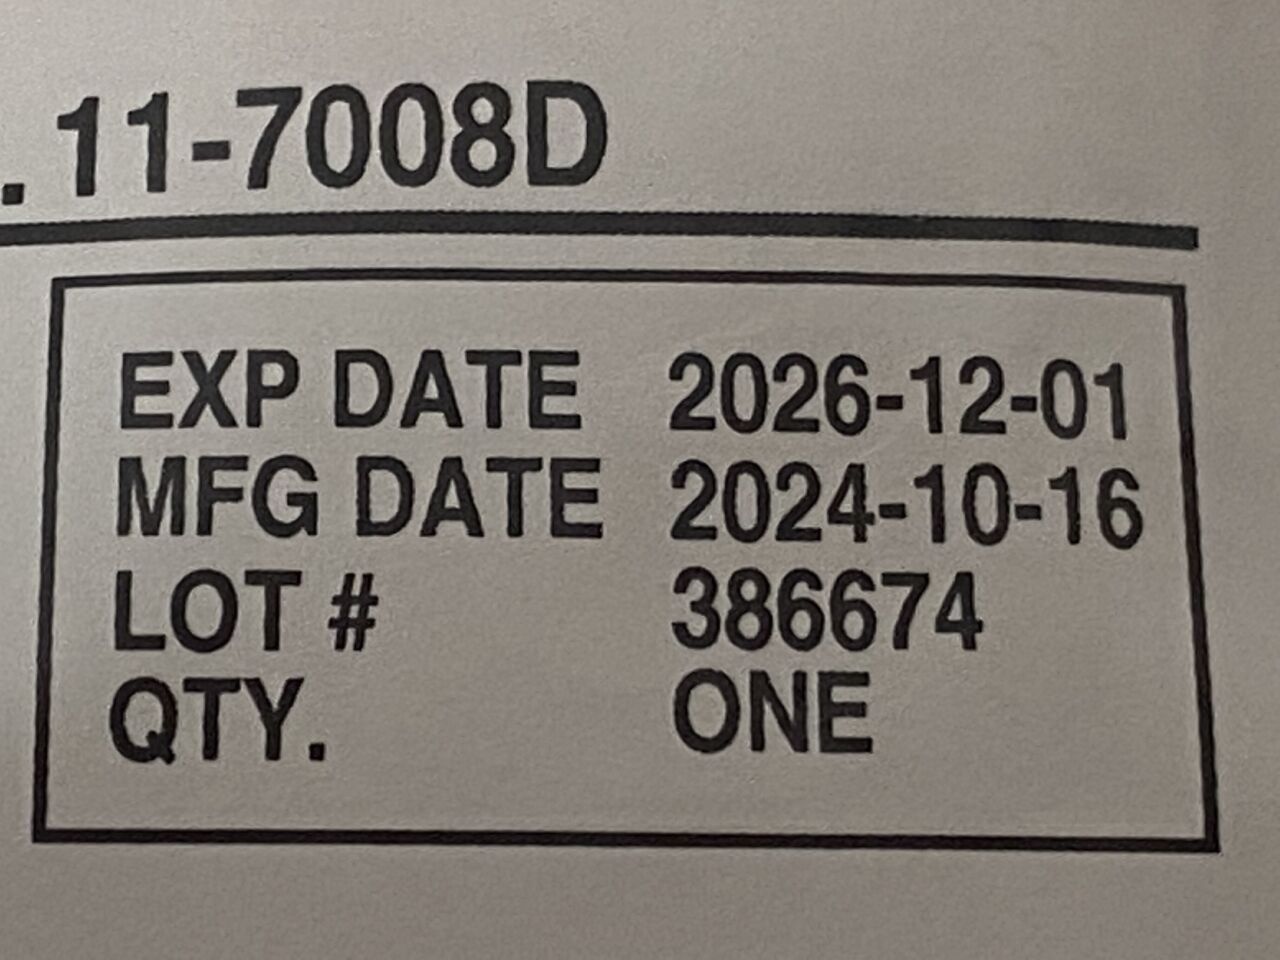 . 11-7008D
EXP DATE 2026-12-01
MFG DATE 2024-10-16
LOT # 386674
QTY. ONE